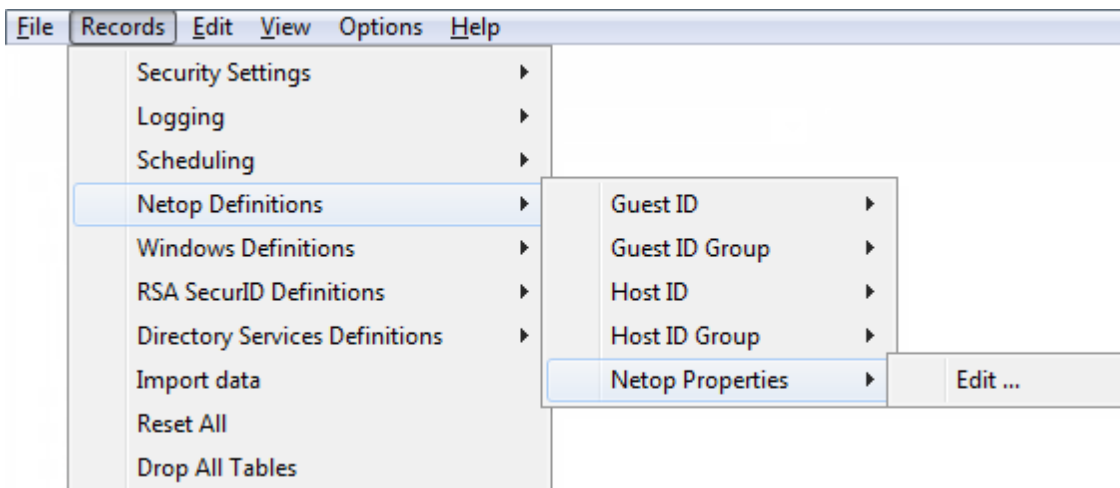 File Records Edit View Options Help
Security Settings
Logging
Scheduling
Netop Definitions
Windows Definitions
RSA SecurID Definitions
Directory Services Definitions
Import data
Reset All
Drop All Tables
Guest ID
Guest ID Group
Host ID
Host ID Group
Netop Properties
Edit ...